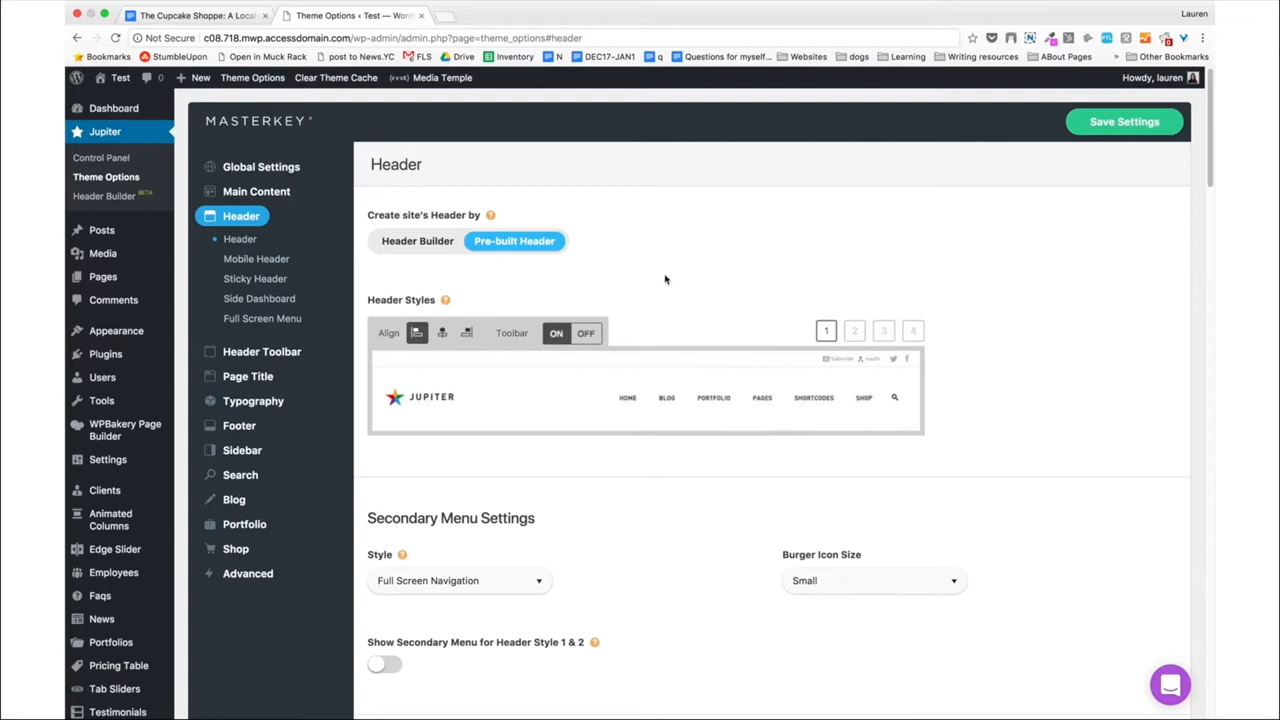 Lauren
The Cupcake Shoppe: A Local
Theme Options ‹ Test — Word
Not Secure c08.718.mwp.accessdomain.com/wp-admin/admin.php?page=theme_options#header
Bookmarks StumbleUpon Open in Muck Rack post to News.YC FLS Inventory N DEC17-JAN1 q Questions for myself... Websites dogs Learning Writing resources ABout Pages » Other Bookmarks
Test 0 New Theme Options Clear Theme Cache Media Temple Howdy, lauren
Dashboard
Jupiter
Control Panel
Theme Options
Header Builder BETA
Posts
Media
Pages
Comments
Appearance
Plugins
Users
Tools
WPBakery Page
Builder
Settings
Clients
Animated
Columns
Edge Slider
Employees
Faqs
News
Portfolios
Pricing Table
Tab Sliders
Testimonials
MASTERKEY
Save Settings
Global Settings
Main Content
Header
Header
Mobile Header
Sticky Header
Side Dashboard
Full Screen Menu
Header Toolbar
Page Title
Typography
Footer
Sidebar
Search
Blog
Portfolio
Shop
Advanced
Header
Create site's Header by ?
Header Builder Pre-built Header
Header Styles ?
Align Toolbar ON OFF 1 2 3 4
Subscribe
JUPITER HOME BLOG PORTFOLIO PAGES SHORTCODES SHOP
Secondary Menu Settings
Style ? Burger Icon Size
Full Screen Navigation Small
Show Secondary Menu for Header Style 1 & 2 ?